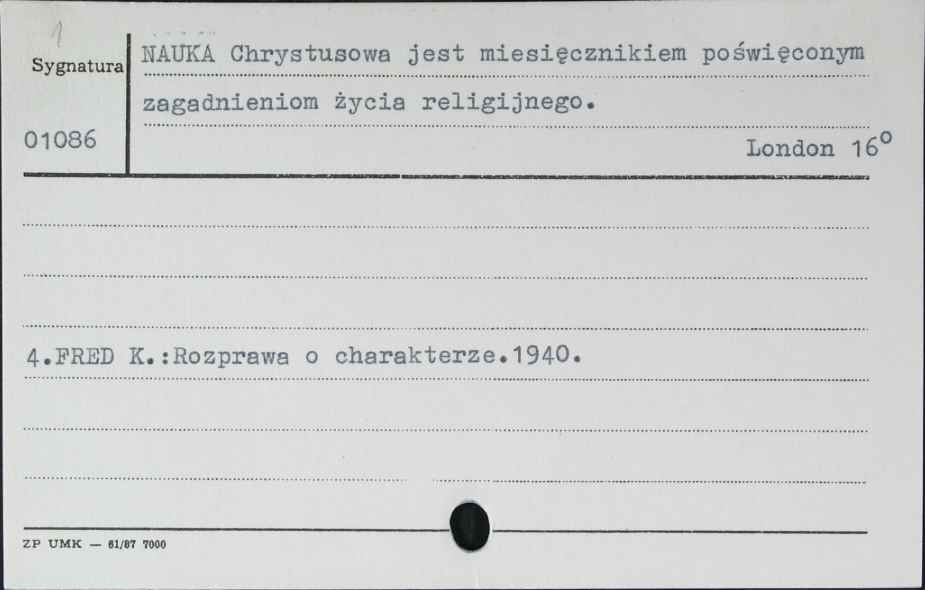 1
Sygnatura
NAUKA Chrystusowa jest miesięcznikiem poświęconym
zagadnieniom życia religijnego.
01086
London 16°
4.FRED K.:Rozprawa o charakterze.1940.
ZP UMK — 61/87 7000